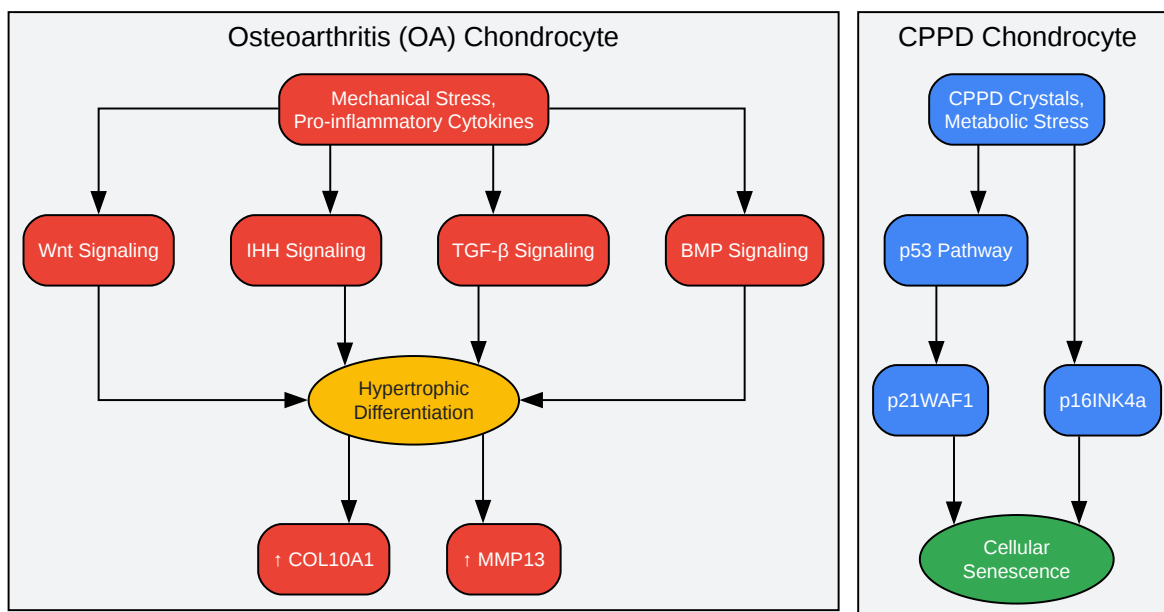 Osteoarthritis (OA) Chondrocyte
Mechanical Stress,
Pro-inflammatory Cytokines
Wnt Signaling
IHH Signaling
TGF-β Signaling
BMP Signaling
Hypertrophic
Differentiation
↑ COL10A1
↑ MMP13
CPPD Chondrocyte
CPPD Crystals,
Metabolic Stress
p53 Pathway
p21WAF1
p16INK4a
Cellular
Senescence